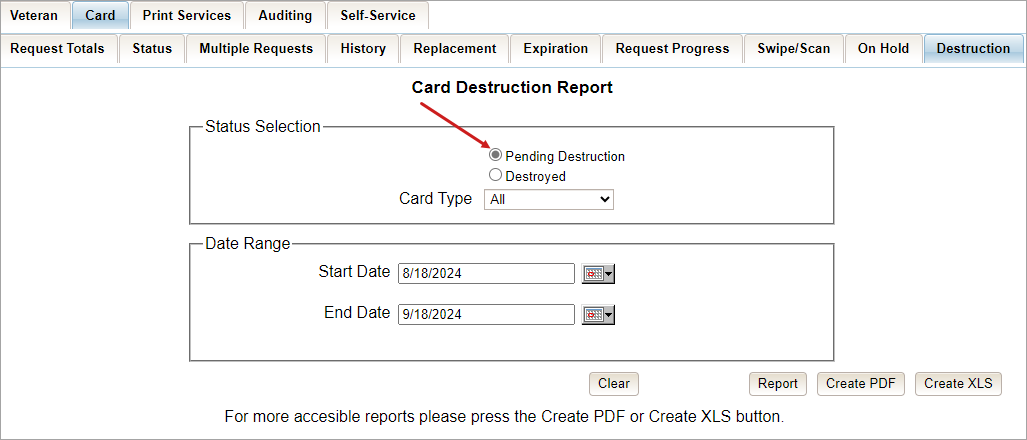 Veteran Card Print Services Auditing Self-Service
Request Totals Status Multiple Requests History Replacement Expiration Request Progress Swipe/Scan On Hold Destruction
Card Destruction Report
Status Selection
Pending Destruction
Destroyed
Card Type All
Date Range
Start Date 8/18/2024
End Date 9/18/2024
Clear Report Create PDF Create XLS
For more accesible reports please press the Create PDF or Create XLS button.